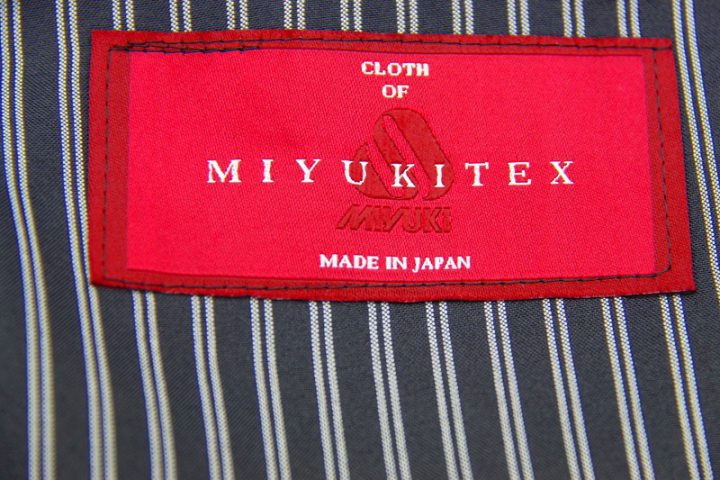 CLOTH
OF
MIYUKITEX
MIYUKI
MADE IN JAPAN